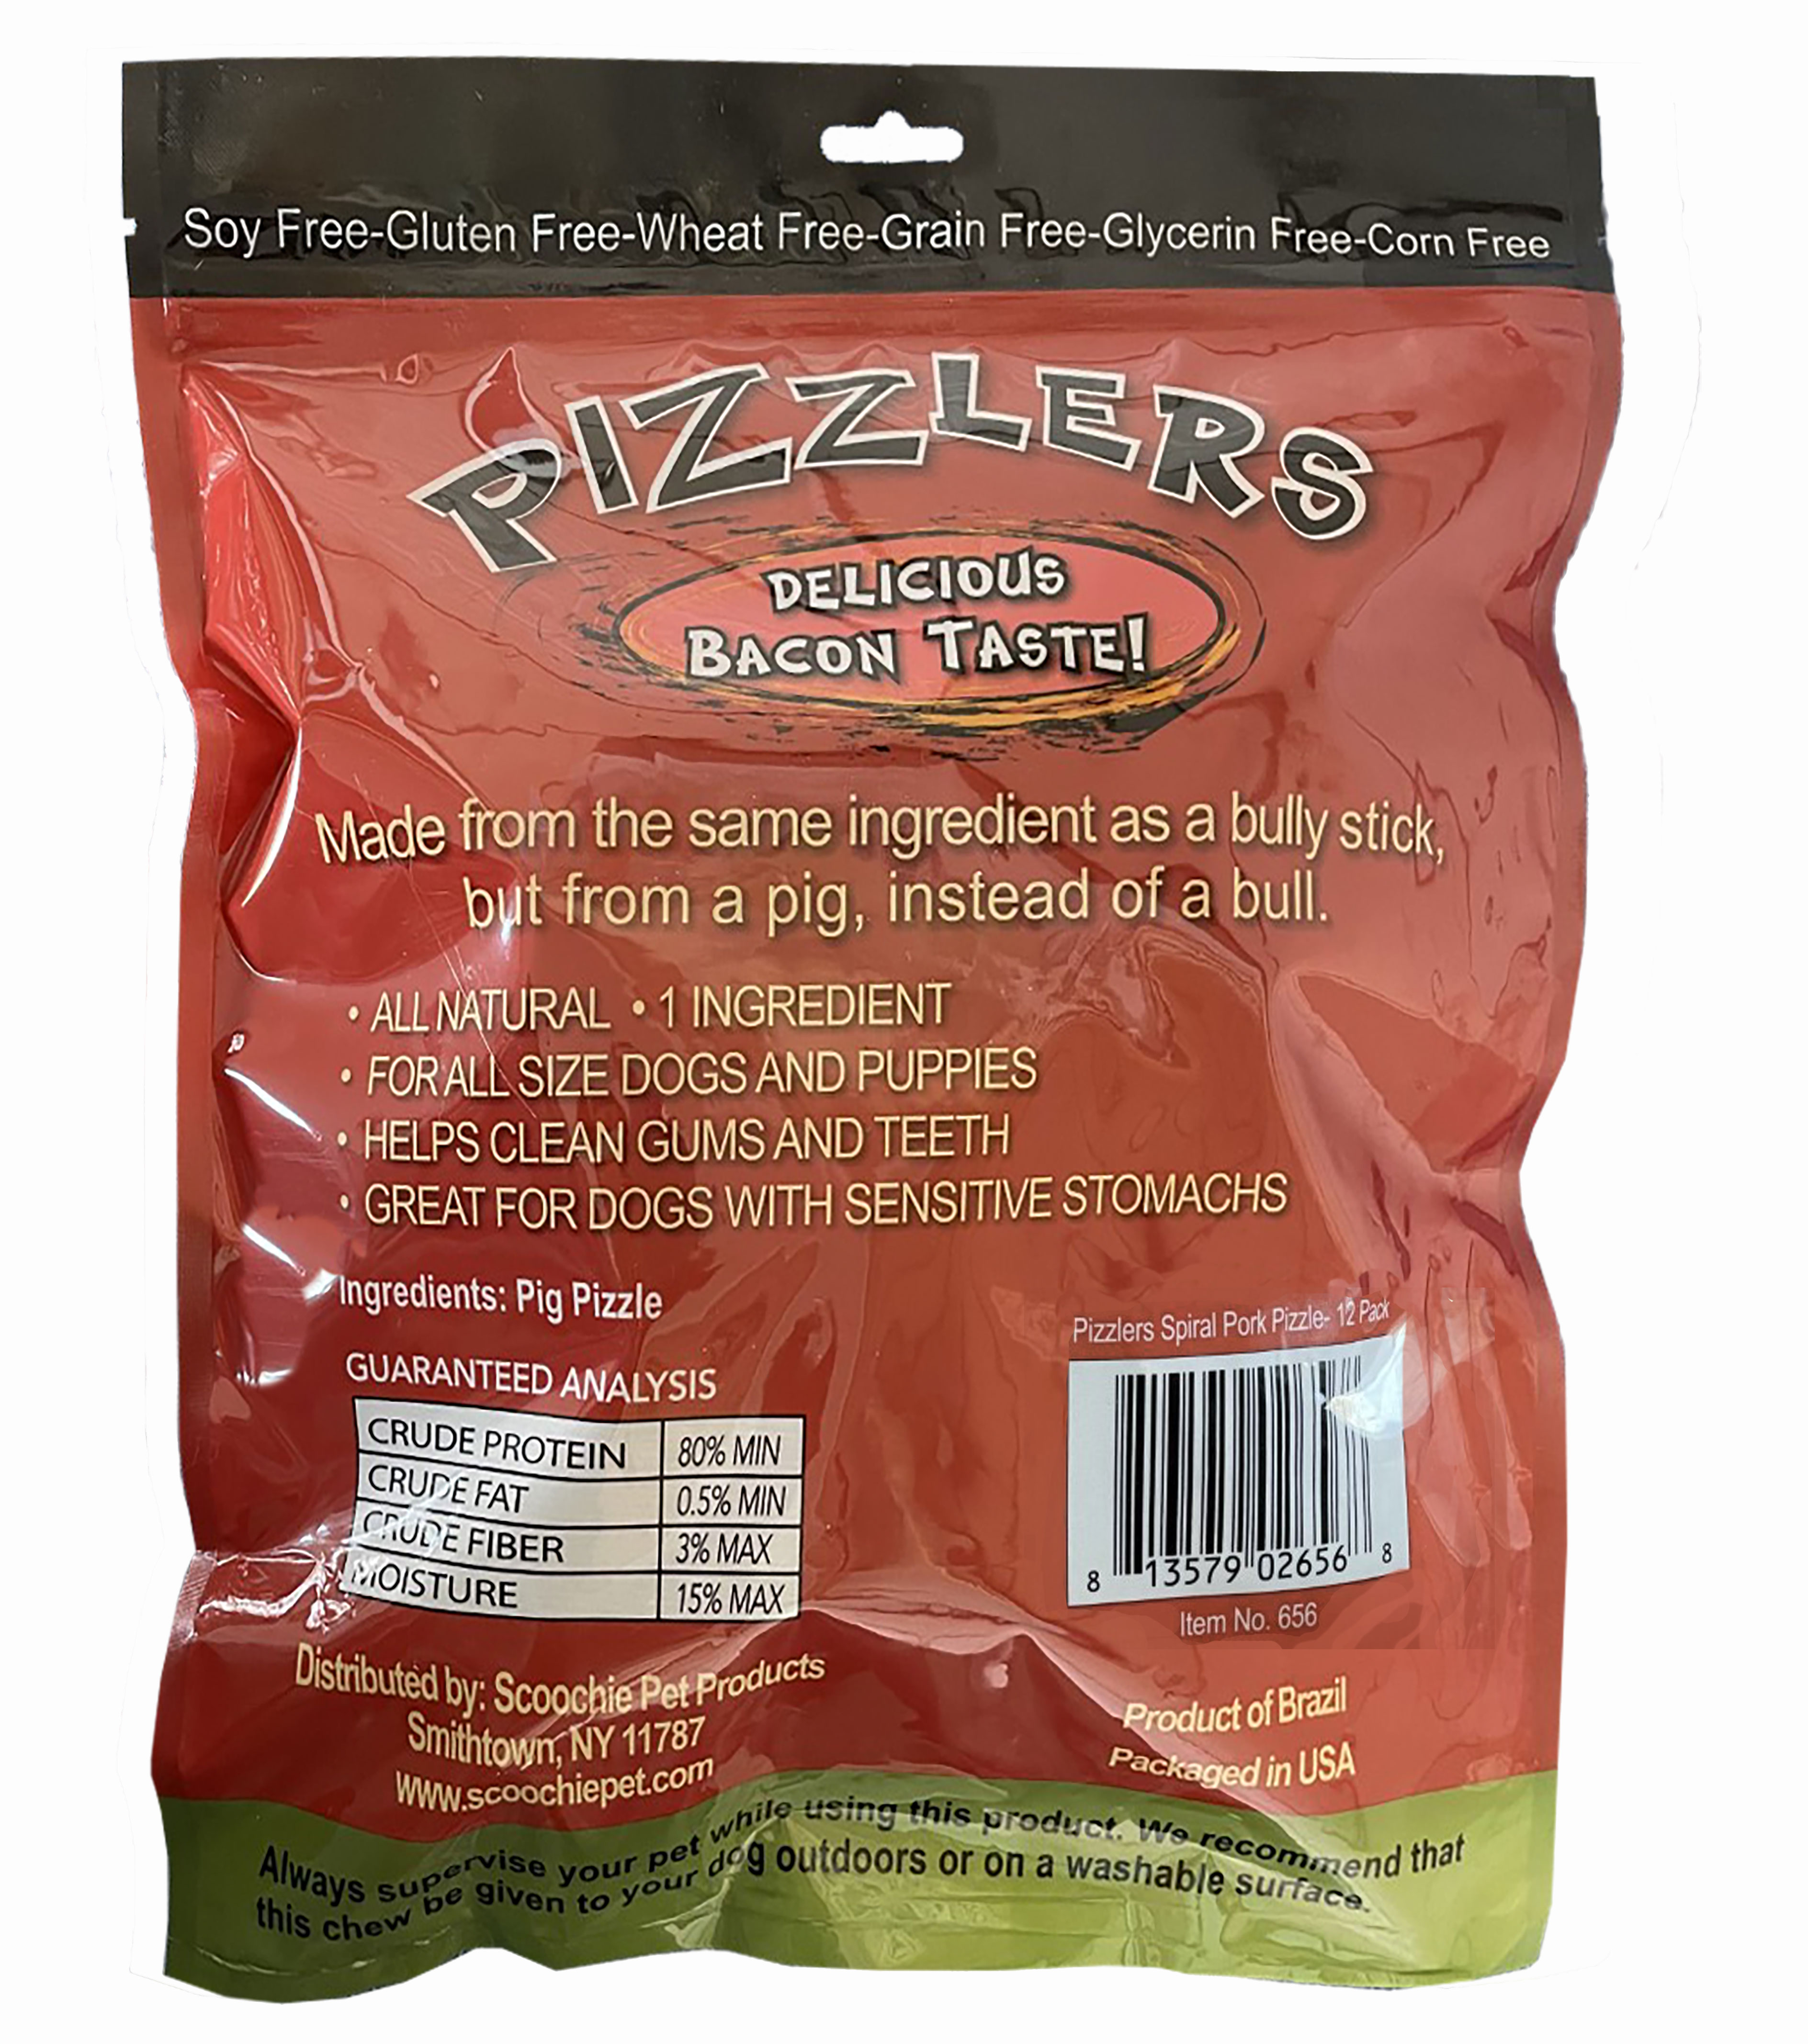 Soy Free-Gluten Free-Wheat Free-Grain Free-Glycerin Free-Corn Free
PIZZLERS
DELICIOUS
BACON TASTE!
Made from the same ingredient as a bully stick,
but from a pig, instead of a bull.
• ALL NATURAL • 1 INGREDIENT
• FOR ALL SIZE DOGS AND PUPPIES
• HELPS CLEAN GUMS AND TEETH
• GREAT FOR DOGS WITH SENSITIVE STOMACHS
Ingredients: Pig Pizzle
GUARANTEED ANALYSIS
CRUDE PROTEIN 80% MIN
CRUDE FAT 0.5% MIN
CRUDE FIBER 3% MAX
MOISTURE 15% MAX
Pizzlers Spiral Pork Pizzle- 12 Pack
8 13579 02656 8
Item No. 656
Distributed by: Scoochie Pet Products
Smithtown, NY 11787
www.scoochiepet.com
Product of Brazil
Packaged in USA
Always supervise your pet while using this product. We recommend that
this chew be given to your dog outdoors or on a washable surface.